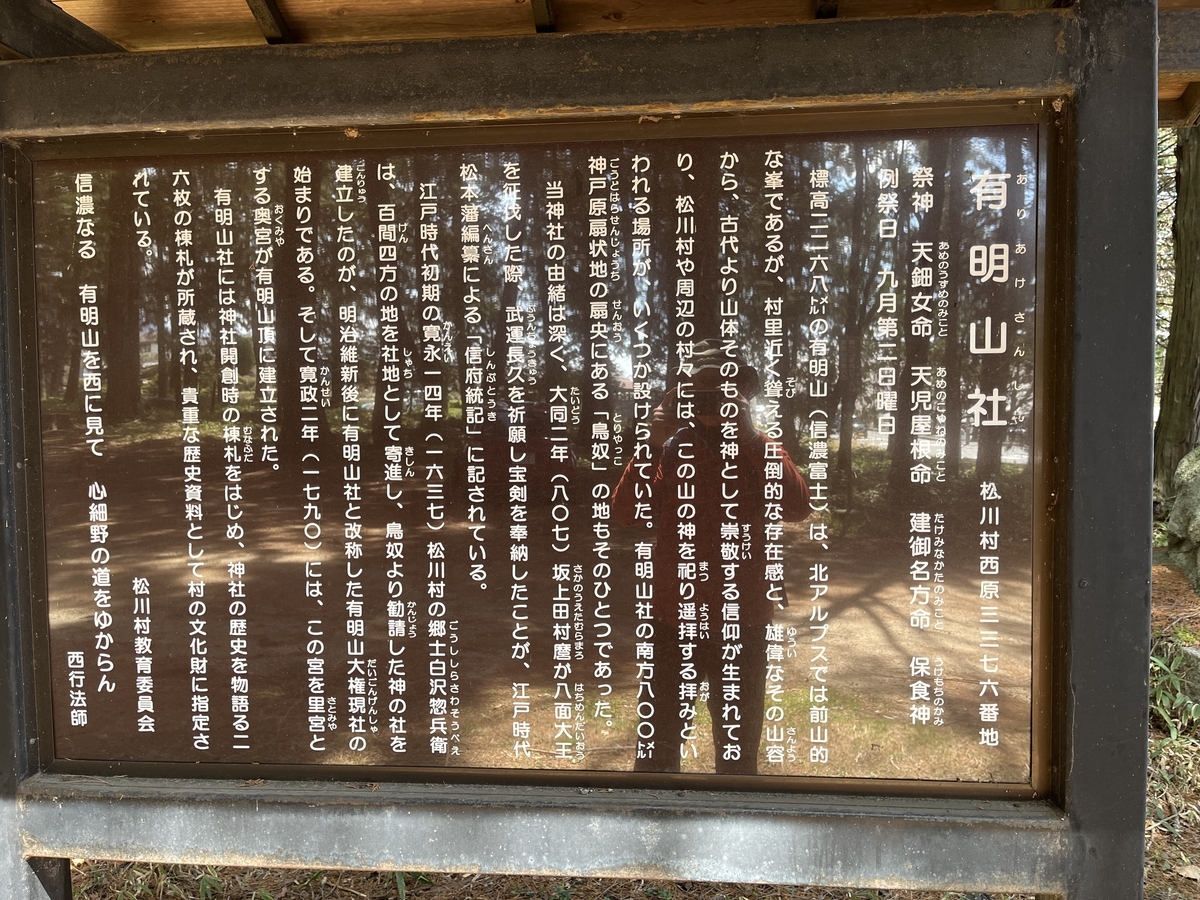 有明山社 松川村西原三三七六番地
祭神 天鈿女命 天児屋根命 建御名方命 保食神
例祭日 九月第二日曜日
標高二二六八㍍の有明山（信濃富士）は、北アルプスでは前山的
な峯であるが、村里近く聳える圧倒的な存在感と、雄偉なその山容
から、古代より山体そのものを神として崇敬する信仰が生まれてお
り、松川村や周辺の村々には、この山の神を祀り遥拝する拝みとい
われる場所が、いくつか設けられていた。有明山社の南方八〇〇㍍
神戸原扇状地の扇央にある「鳥奴」の地もそのひとつであった。
当神社の由緒は深く、大同二年（八〇七）坂上田村麿が八面大王
を征伐した際、武運長久を祈願し宝剣を奉納したことが、江戸時代
松本藩編纂による「信府統記」に記されている。
江戸時代初期の寛永一四年（一六三七）松川村の郷士白沢惣兵衛
は、百間四方の地を社地として寄進し、鳥奴より勧請した神の社を
建立したのが、明治維新後に有明山社と改称した有明山大権現社の
始まりである。そして寛政二年（一七九〇）には、この宮を里宮と
する奥宮が有明山頂に建立された。
有明山社には神社開創時の棟札をはじめ、神社の歴史を物語る二
六枚の棟札が所蔵され、貴重な歴史資料として村の文化財に指定さ
れている。
松川村教育委員会
信濃なる 有明山を西に見て 心細野の道をゆからん
西行法師